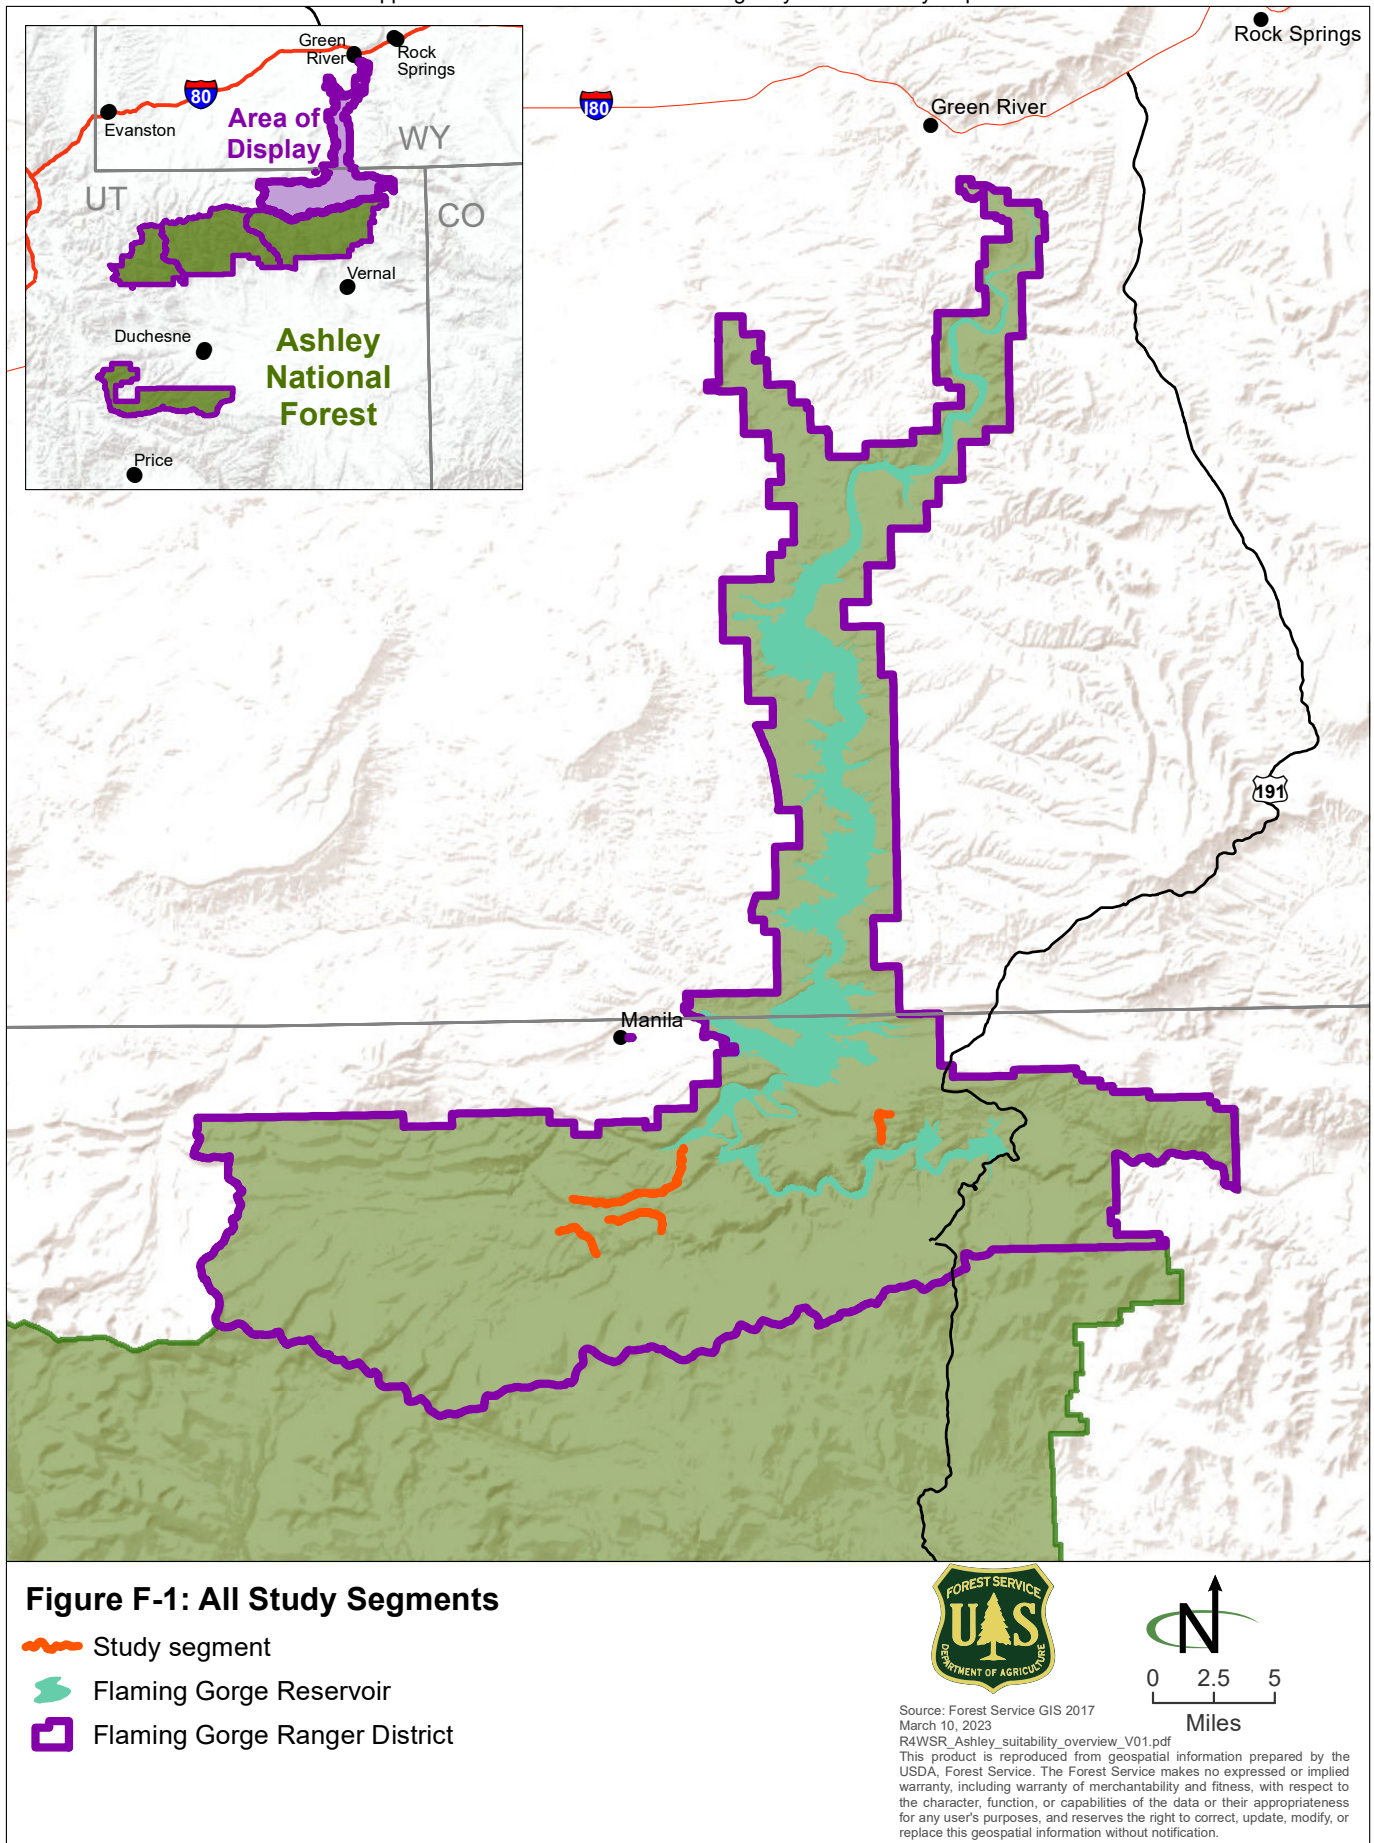 Rock Springs
Green River
I80
191
Manila
Green
River
Rock
Springs
80
Evanston
Area of
Display
WY
UT
CO
Vernal
Duchesne
Ashley
National
Forest
Price
Figure F-1: All Study Segments
Study segment
Flaming Gorge Reservoir
Flaming Gorge Ranger District
FOREST SERVICE
U S
DEPARTMENT OF AGRICULTURE
N
0 2.5 5
Miles
Source: Forest Service GIS 2017
March 10, 2023
R4WSR_Ashley_suitability_overview_V01.pdf
This product is reproduced from geospatial information prepared by the
USDA, Forest Service. The Forest Service makes no expressed or implied
warranty, including warranty of merchantability and fitness, with respect to
the character, function, or capabilities of the data or their appropriateness
for any user's purposes, and reserves the right to correct, update, modify, or
replace this geospatial information without notification.